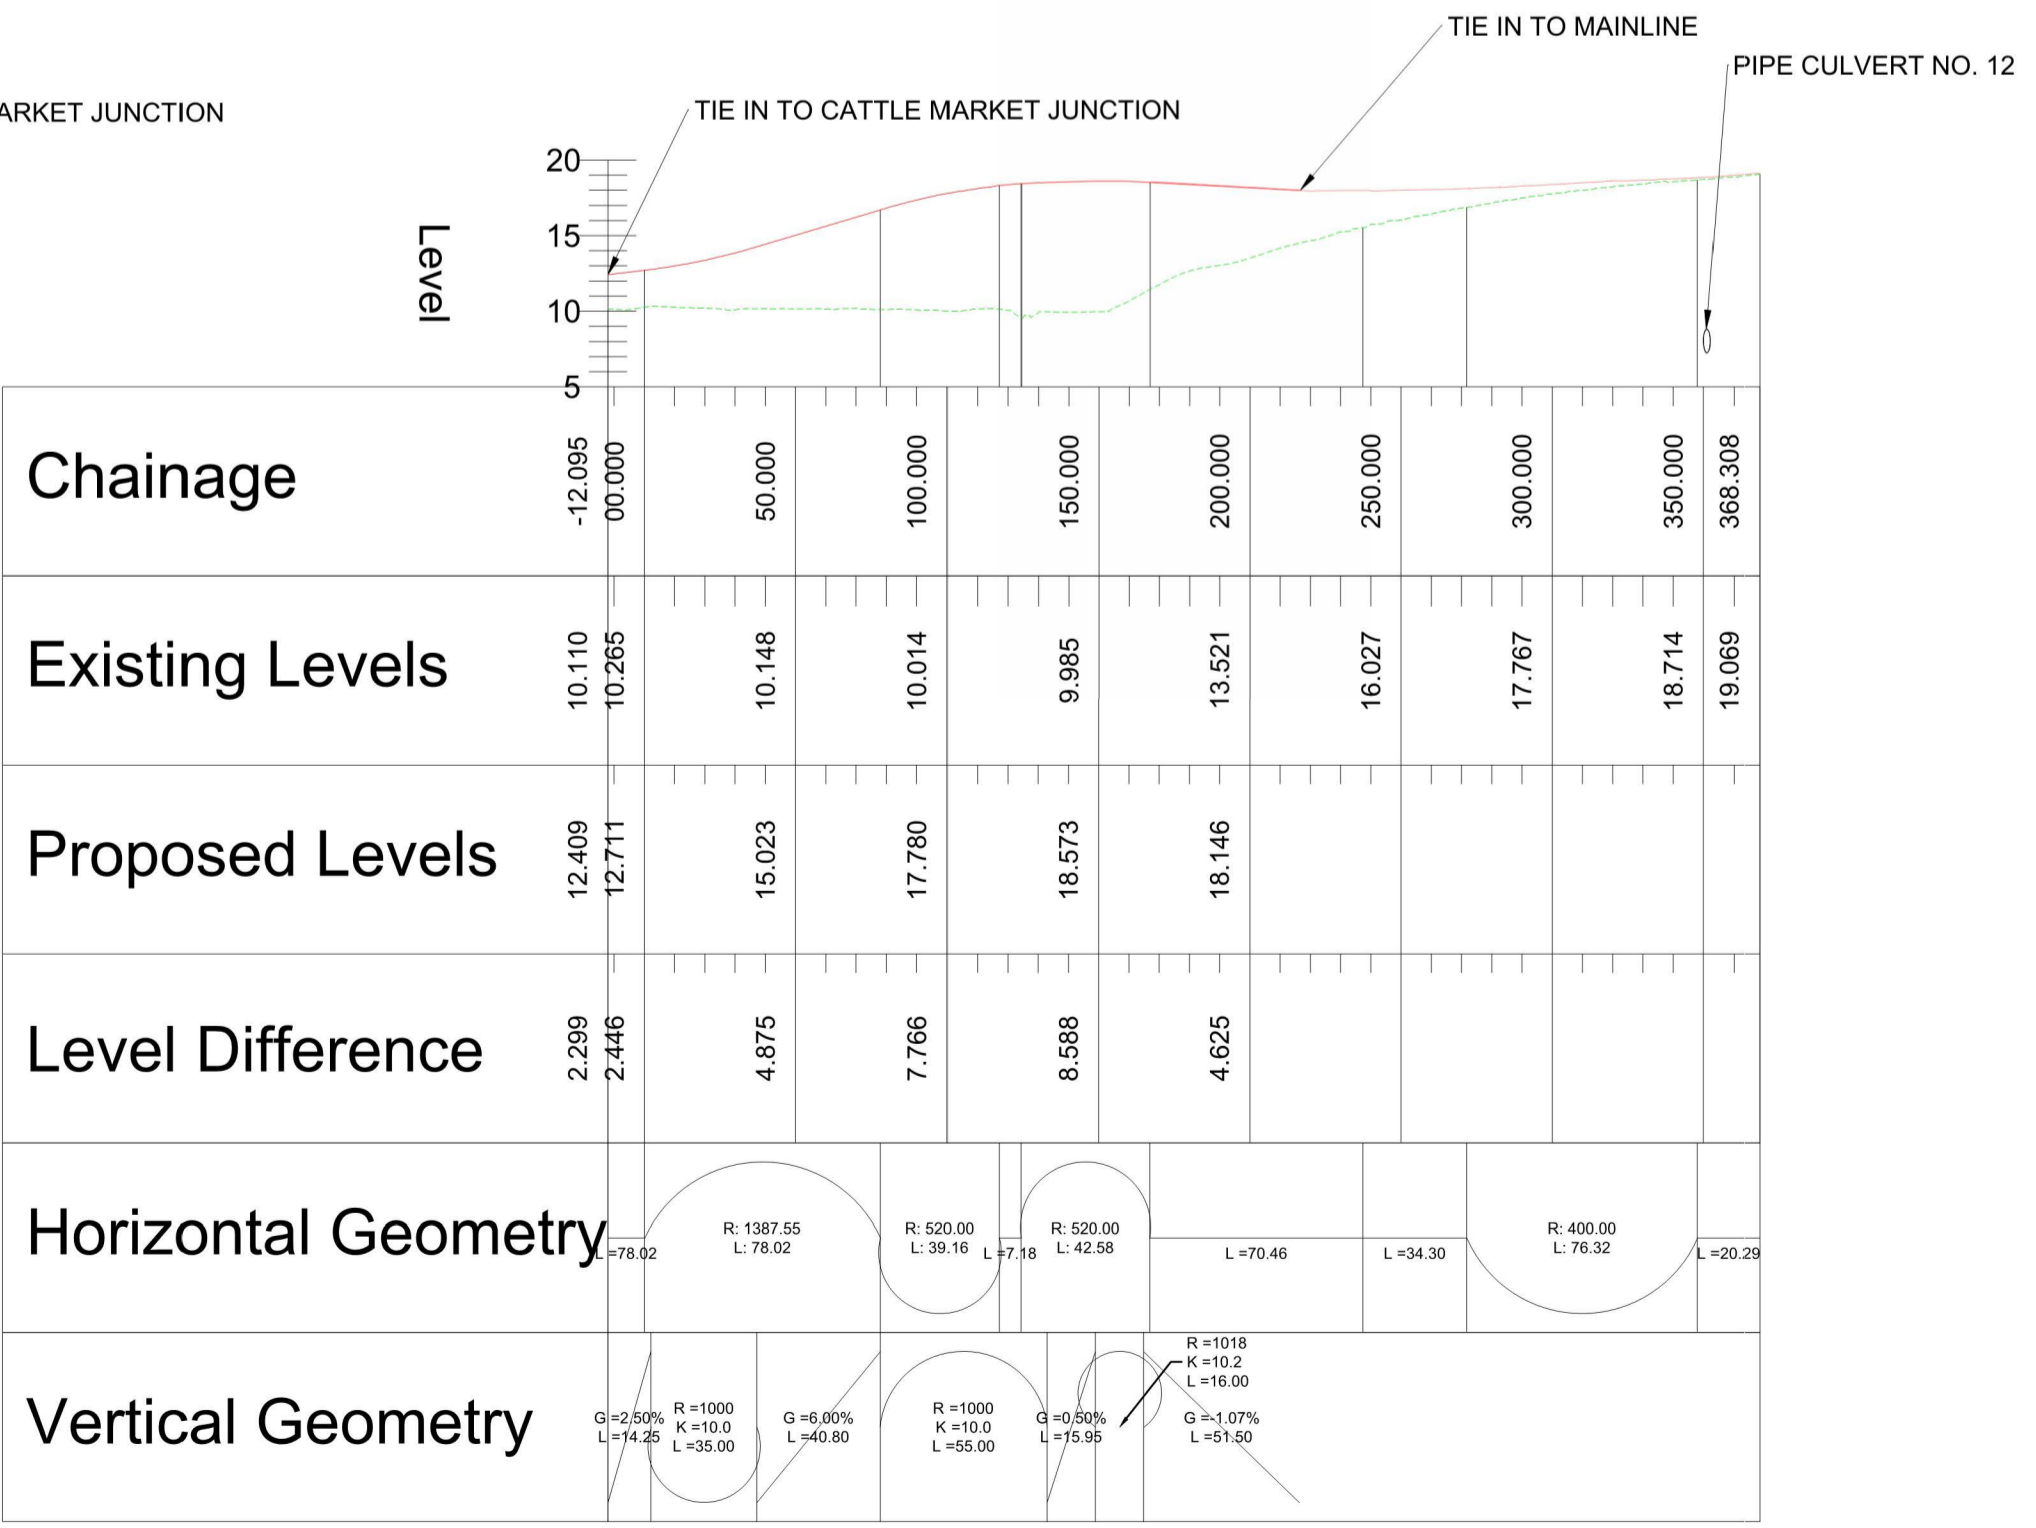 TIE IN TO MAINLINE
PIPE CULVERT NO. 12
ARKET JUNCTION
TIE IN TO CATTLE MARKET JUNCTION
Level
20
15
10
5
Chainage
-12.095 00.000 50.000 100.000 150.000 200.000 250.000 300.000 350.000 368.308
Existing Levels
10.110 10.265 10.148 10.014 9.985 13.521 16.027 17.767 18.714 19.069
Proposed Levels
12.409 12.711 15.023 17.780 18.573 18.146
Level Difference
2.299 2.446 4.875 7.766 8.588 4.625
Horizontal Geometry
L =78.02
R: 1387.55
L: 78.02
R: 520.00
L: 39.16
L =7.18
R: 520.00
L: 42.58
L =70.46
L =34.30
R: 400.00
L: 76.32
L =20.29
Vertical Geometry
G =2.50%
L =14.25
R =1000
K =10.0
L =35.00
G =6.00%
L =40.80
R =1000
K =10.0
L =55.00
G =0.50%
L =15.95
R =1018
K =10.2
L =16.00
G =-1.07%
L =51.50